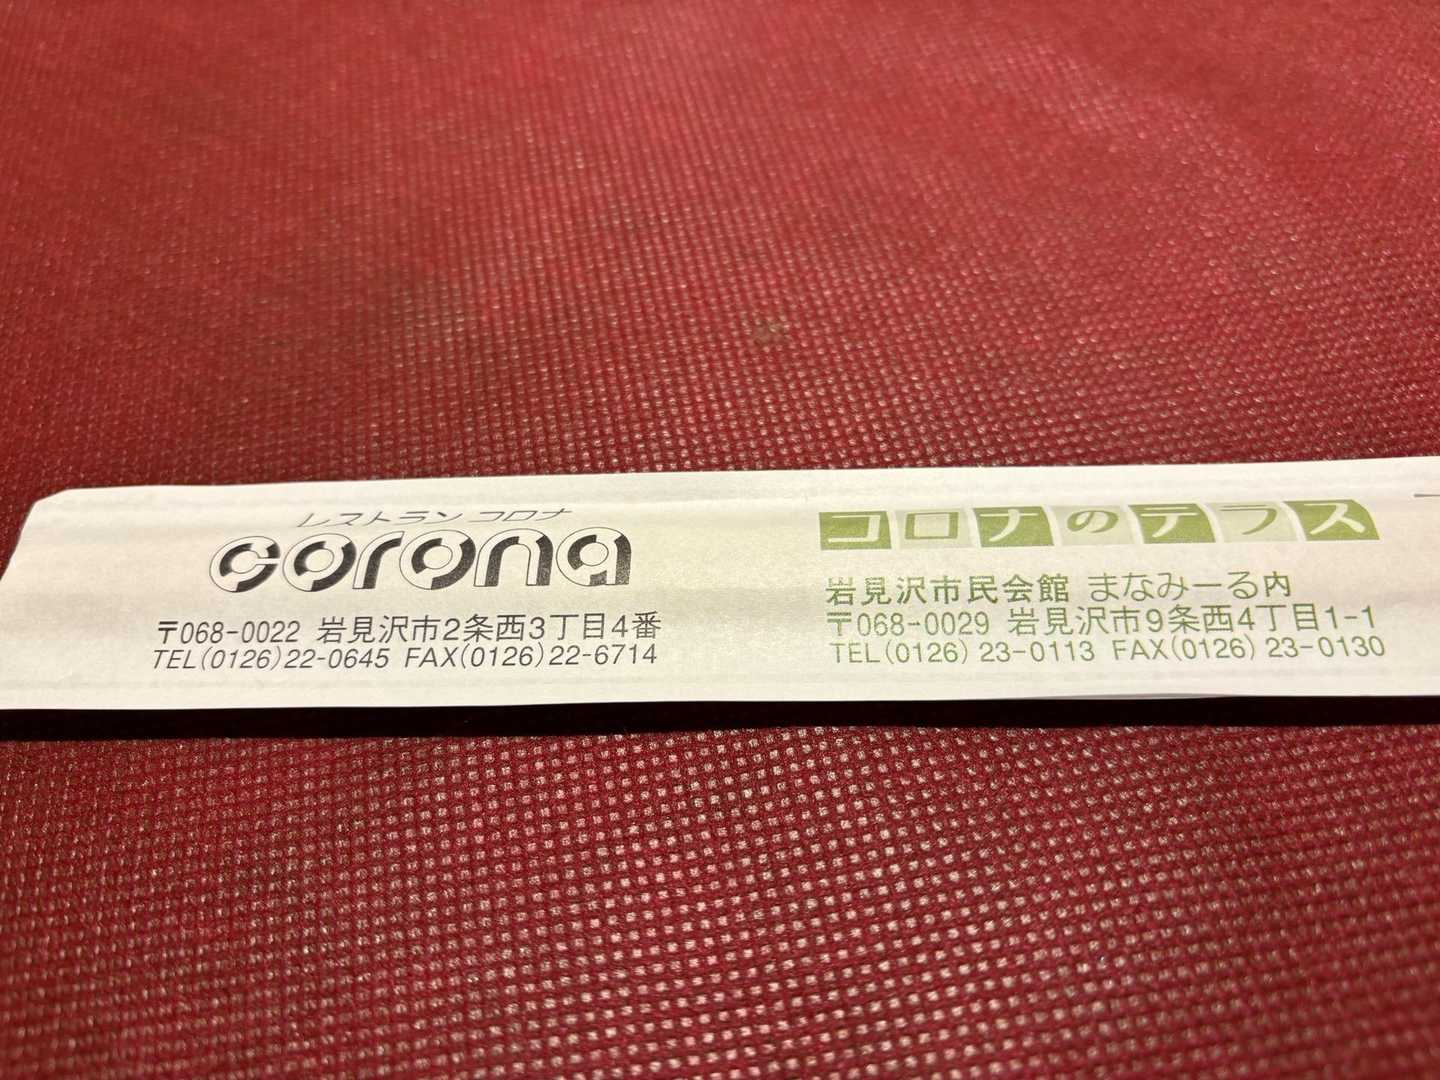 レストラン コロナ
corona
〒068-0022 岩見沢市2条西3丁目4番
TEL(0126)22-0645 FAX(0126)22-6714
コロナのテラス
岩見沢市民会館 まなみーる内
〒068-0029 岩見沢市9条西4丁目1-1
TEL(0126) 23-0113 FAX(0126) 23-0130